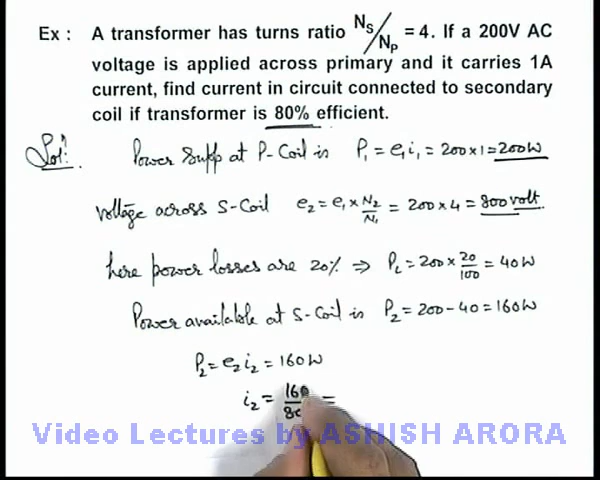 Ex : A transformer has turns ratio NS/NP = 4. If a 200V AC
voltage is applied across primary and it carries 1A
current, find current in circuit connected to secondary
coil if transformer is 80% efficient.
Sol: Power Supp at P-Coil is P₁ = e₁i₁ = 200×1 = 200W
Voltage across S-Coil e₂ = e₁ × N₂/N₁ = 200×4 = 800 volt.
here power losses are 20% ⇒ PL = 200 × 20/100 = 40W
Power available at S-Coil is P₂ = 200-40 = 160W
P₂ = e₂i₂ = 160W
i₂ = 160/80 =
Video Lectures by ASHISH ARORA